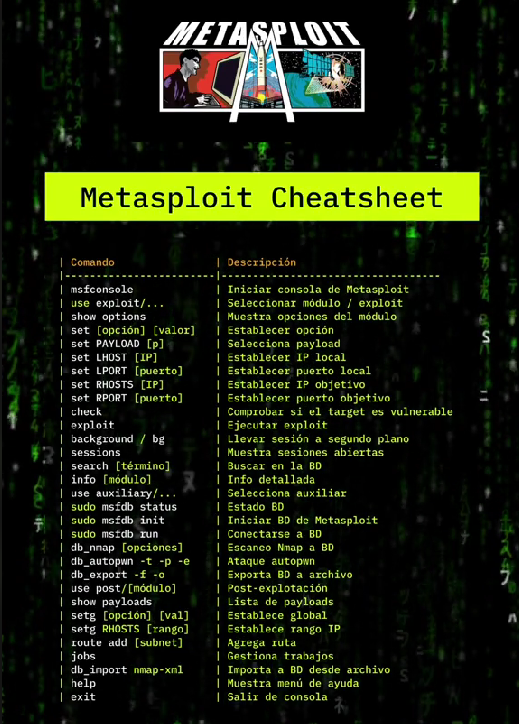 METASPLOIT
Metasploit Cheatsheet
| Comando | Descripción
|------------------------|-----------------------------------
| msfconsole | Iniciar consola de Metasploit
| use exploit/... | Seleccionar módulo / exploit
| show options | Muestra opciones del módulo
| set [opción] [valor] | Establecer opción
| set PAYLOAD [p] | Selecciona payload
| set LHOST [IP] | Establecer IP local
| set LPORT [puerto] | Establecer puerto local
| set RHOSTS [IP] | Establecer IP objetivo
| set RPORT [puerto] | Establecer puerto objetivo
| check | Comprobar si el target es vulnerable
| exploit | Ejecutar exploit
| background / bg | Llevar sesión a segundo plano
| sessions | Muestra sesiones abiertas
| search [término] | Buscar en la BD
| info [módulo] | Info detallada
| use auxiliary/... | Selecciona auxiliar
| sudo msfdb status | Estado BD
| sudo msfdb init | Iniciar BD de Metasploit
| sudo msfdb run | Conectarse a BD
| db_nmap [opciones] | Escaneo Nmap a BD
| db_autopwn -t -p -e | Ataque autopwn
| db_export -f -o | Exporta BD a archivo
| use post/[módulo] | Post-explotación
| show payloads | Lista de payloads
| setg [opción] [val] | Establece global
| setg RHOSTS [rango] | Establece rango IP
| route add [subnet] | Agrega ruta
| jobs | Gestiona trabajos
| db_import nmap-xml | Importa a BD desde archivo
| help | Muestra menú de ayuda
| exit | Salir de consola